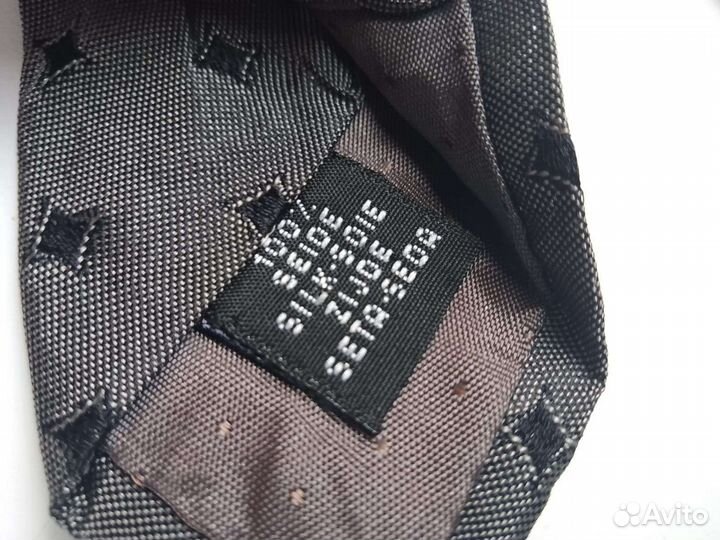 100%
SEIDE
SILK-SOIE
ZIJDE
SETA-SEDA
Avito